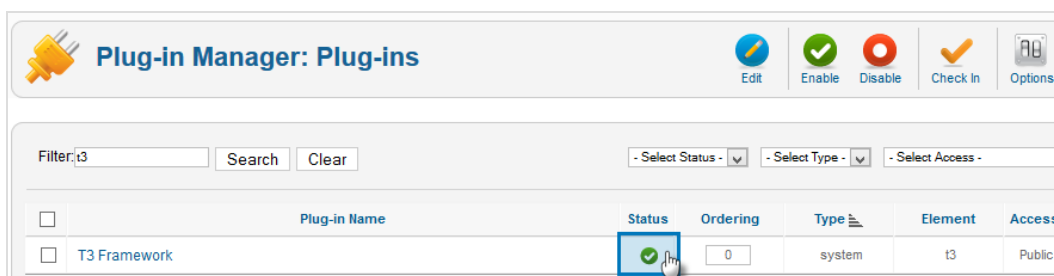 Plug-in Manager: Plug-ins
Edit Enable Disable Check In Options
Filter: t3 Search Clear - Select Status - - Select Type - - Select Access -
Plug-in Name Status Ordering Type Element Access
T3 Framework 0 system t3 Public